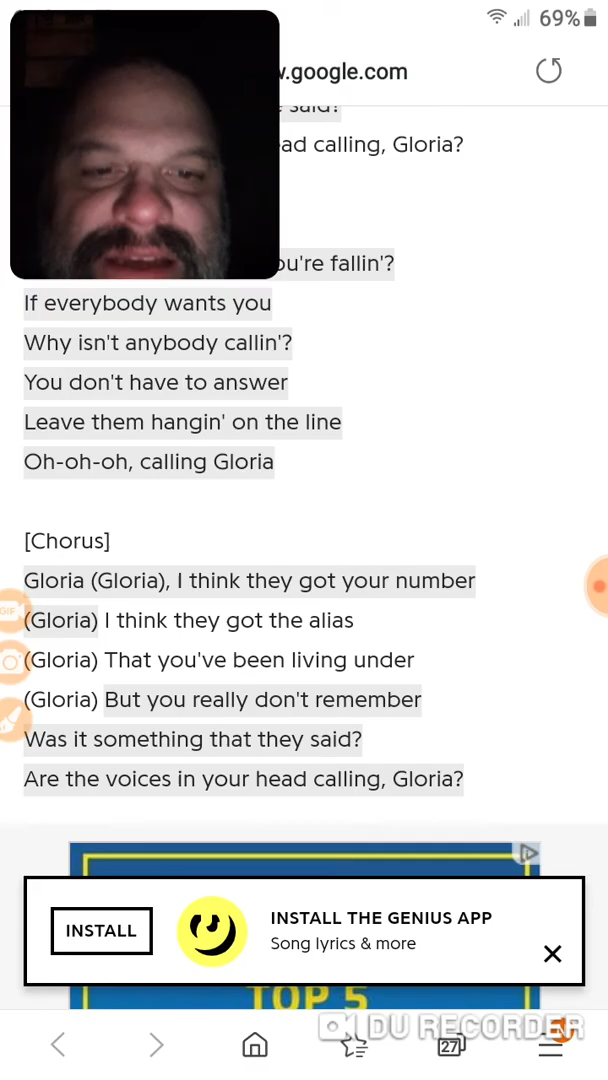 69%
w.google.com
said?
ad calling, Gloria?
ou're fallin'?
If everybody wants you
Why isn't anybody callin'?
You don't have to answer
Leave them hangin' on the line
Oh-oh-oh, calling Gloria
[Chorus]
Gloria (Gloria), I think they got your number
(Gloria) I think they got the alias
(Gloria) That you've been living under
(Gloria) But you really don't remember
Was it something that they said?
Are the voices in your head calling, Gloria?
GIF
INSTALL
INSTALL THE GENIUS APP
Song lyrics & more
TOP 5
DU RECORDER
27
N